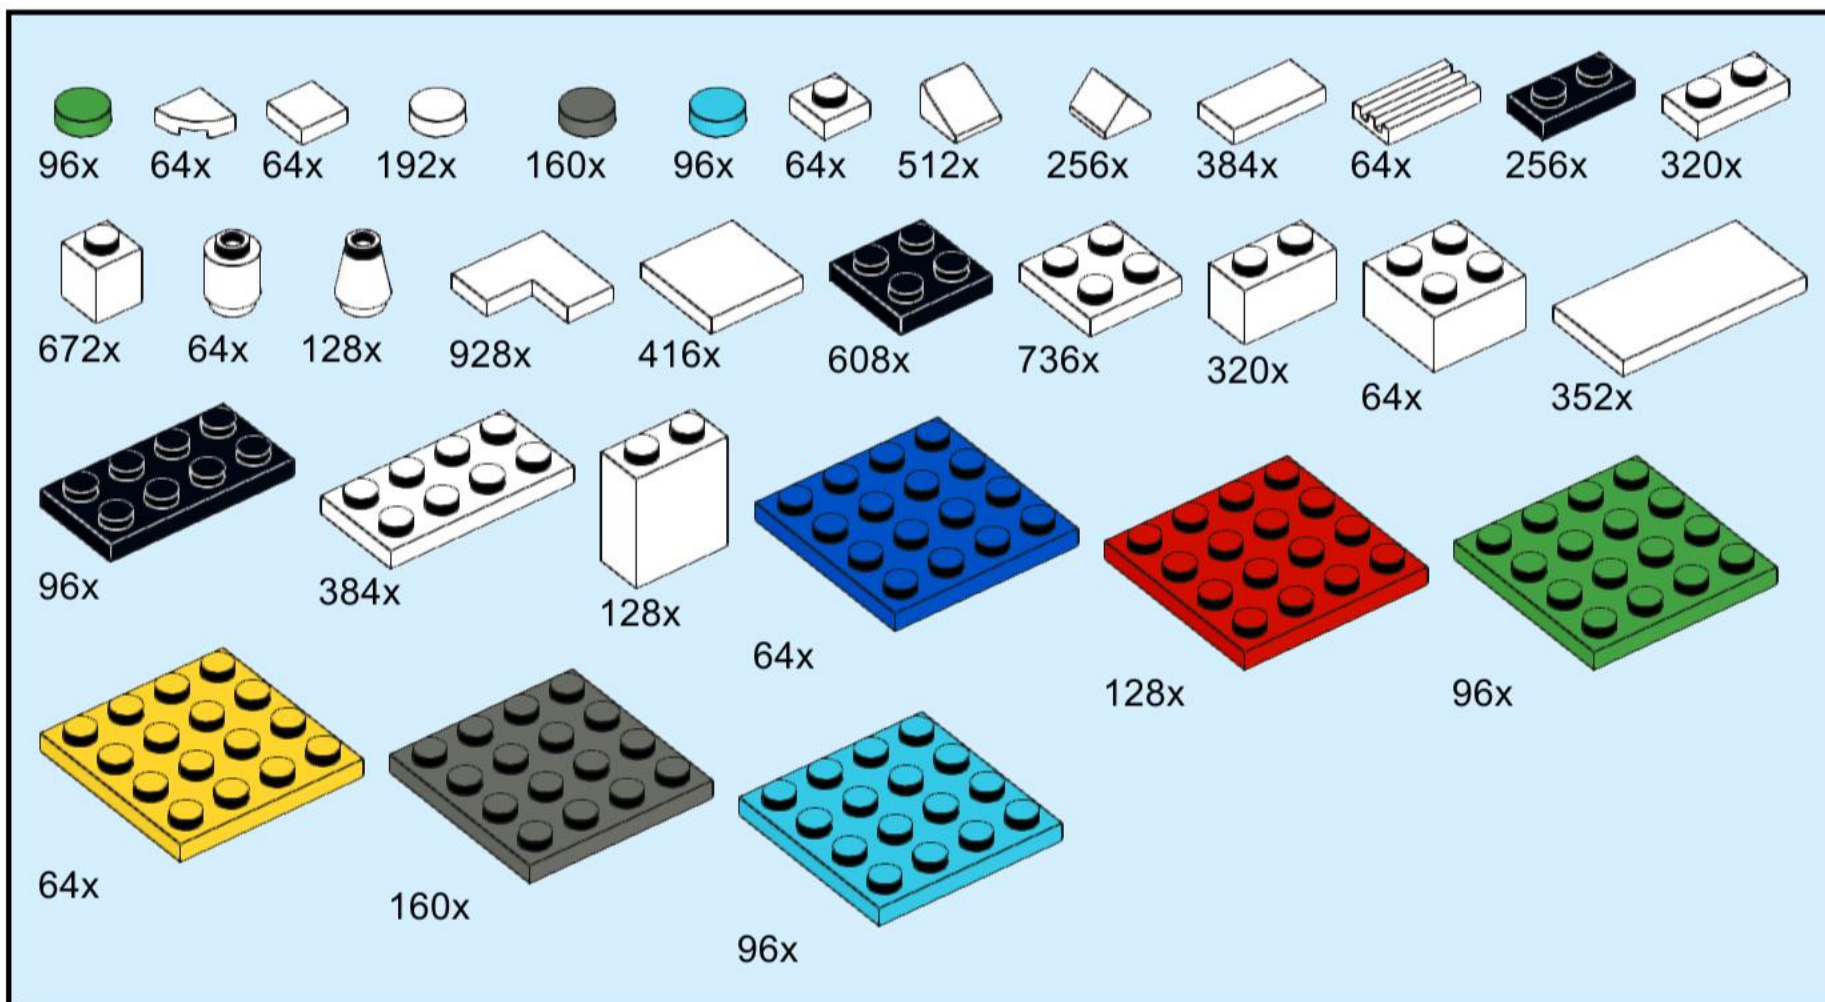 96x 64x 64x 192x 160x 96x 64x 512x 256x 384x 64x 256x 320x
672x 64x 128x 928x 416x 608x 736x 320x 64x 352x
96x 384x 128x 64x 128x 96x
64x 160x 96x